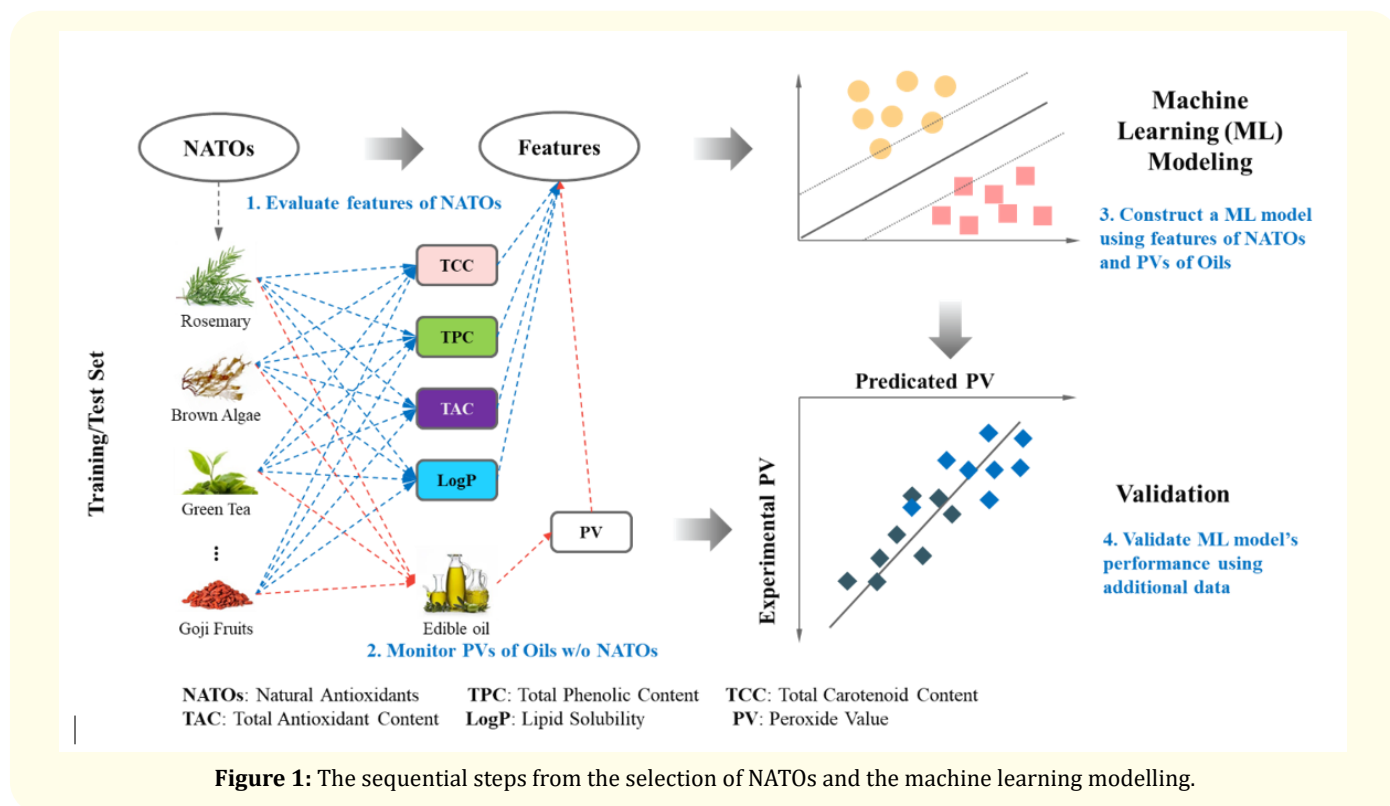 NATOs
Features
1. Evaluate features of NATOs
Training/Test Set
Rosemary
Brown Algae
Green Tea
⋮
Goji Fruits
TCC
TPC
TAC
LogP
PV
Edible oil
2. Monitor PVs of Oils w/o NATOs
Machine
Learning (ML)
Modeling
3. Construct a ML model
using features of NATOs
and PVs of Oils
Predicated PV
Experimental PV
Validation
4. Validate ML model's
performance using
additional data
NATOs: Natural Antioxidants TPC: Total Phenolic Content TCC: Total Carotenoid Content
TAC: Total Antioxidant Content LogP: Lipid Solubility PV: Peroxide Value
Figure 1: The sequential steps from the selection of NATOs and the machine learning modelling.